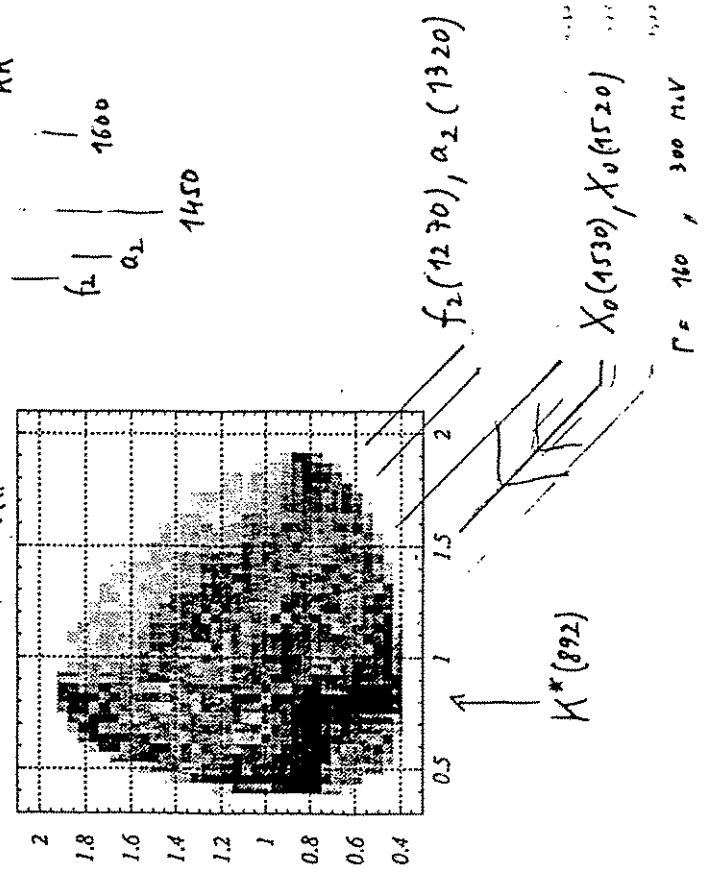 KK
1600
f₂
a₂
1450
2
1.8
1.6
1.4
1.2
1
0.8
0.6
0.4
0.5 1 1.5 2
f₂(1270), a₂(1320)
K*(892)
X₀(1530), X₀(1520)
Γ = 160, 300 MeV